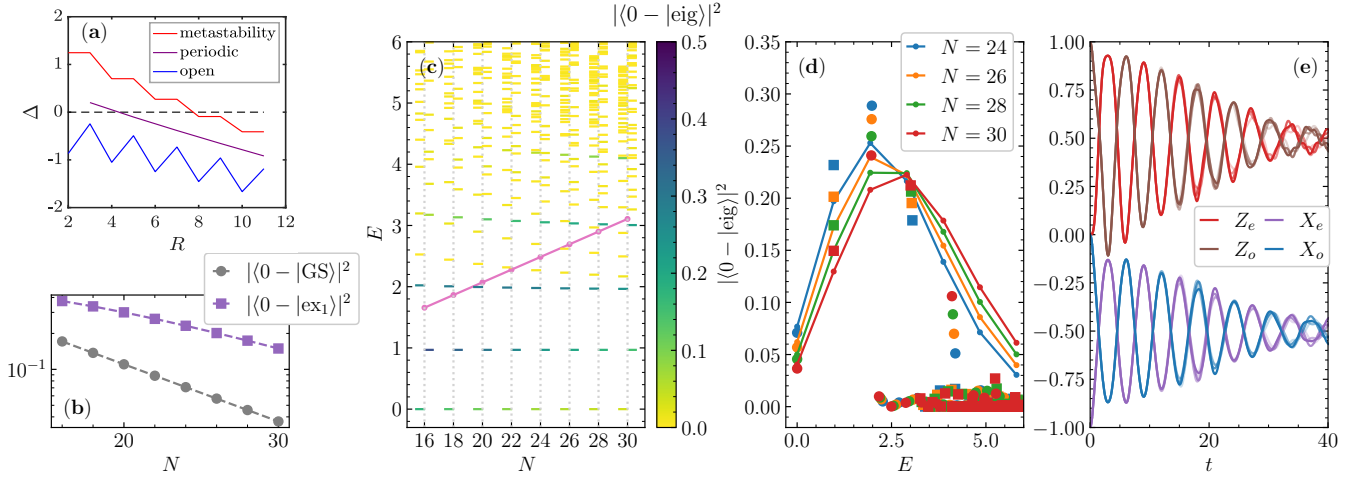 (a)
metastability
periodic
open
Δ
2
1
0
-1
-2
2 4 6 8 10 12
R
|⟨0 − |GS⟩|²
|⟨0 − |ex₁⟩|²
10⁻¹
(b)
20 30
N
|⟨0 − |eig⟩|²
(c)
E
6
5
4
3
2
1
0
16 18 20 22 24 26 28 30
N
0.5
0.4
0.3
0.2
0.1
0.0
(d)
N = 24
N = 26
N = 28
N = 30
|⟨0 − |eig⟩|²
0.35
0.30
0.25
0.20
0.15
0.10
0.05
0.00
0.0 2.5 5.0
E
(e)
1.00
0.75
0.50
0.25
0.00
−0.25
−0.50
−0.75
−1.00
Zₑ Xₑ
Zₒ Xₒ
0 20 40
t